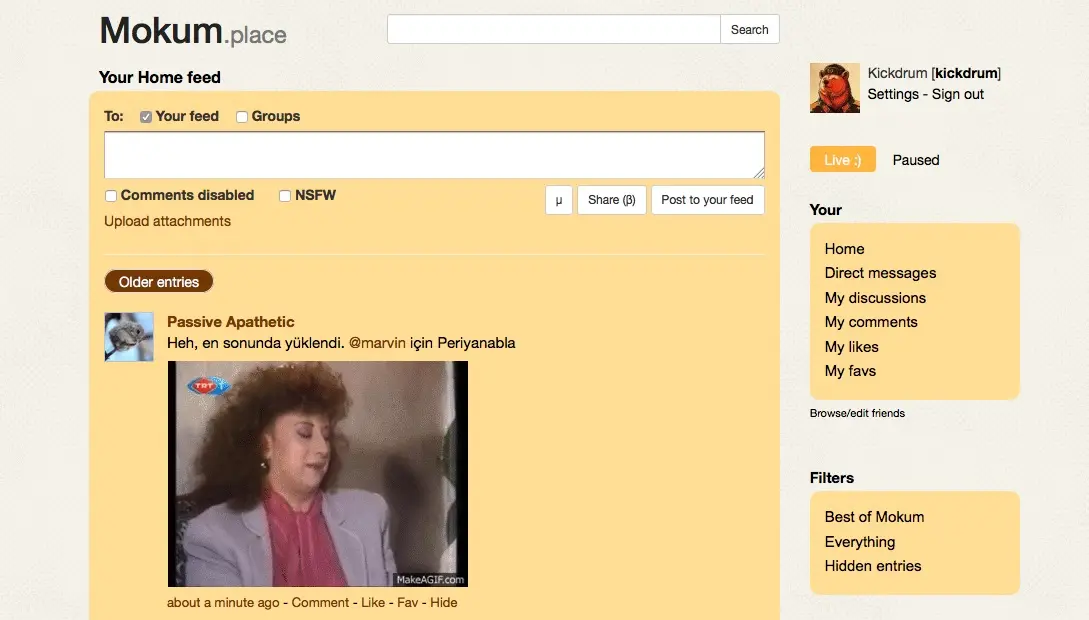 Mokum.place
Search
Your Home feed
To: Your feed Groups
Comments disabled NSFW
Upload attachments
μ
Share (β)
Post to your feed
Older entries
Passive Apathetic
Heh, en sonunda yüklendi. @marvin için Periyanabla
TRT 1
MakeAGIF.com
about a minute ago - Comment - Like - Fav - Hide
Kickdrum [kickdrum]
Settings - Sign out
Live :) Paused
Your
Home
Direct messages
My discussions
My comments
My likes
My favs
Browse/edit friends
Filters
Best of Mokum
Everything
Hidden entries